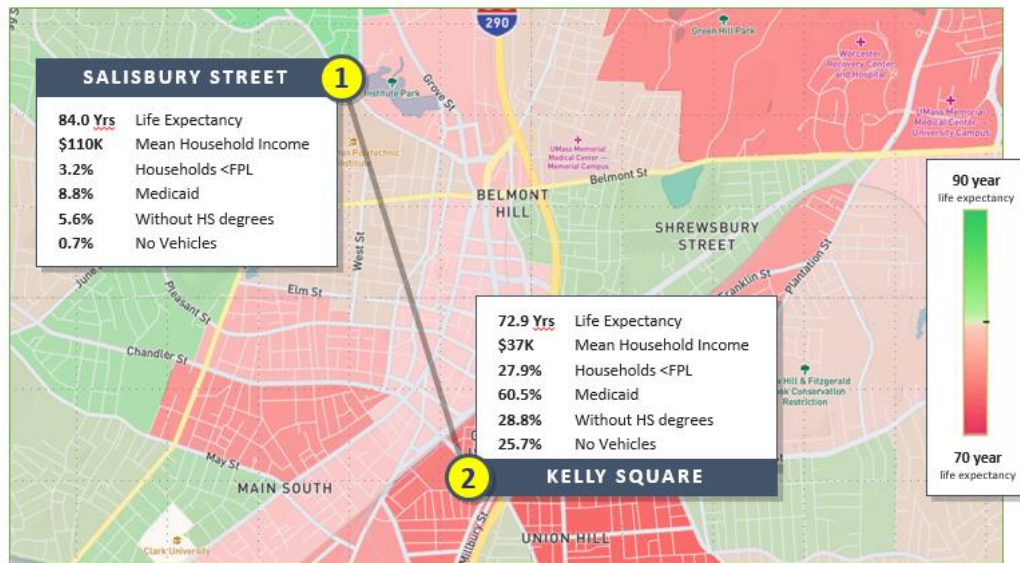 290
Green Hill Park
Worcester
Recovery Center
and Hospital
UMass Memorial
Medical Center —
University Campus
SALISBURY STREET
1
84.0 Yrs Life Expectancy
$110K Mean Household Income
3.2% Households <FPL
8.8% Medicaid
5.6% Without HS degrees
0.7% No Vehicles
Institute Park
Grove St
Polytechnic
UMass Memorial
Medical Center —
Memorial Campus
Belmont St
BELMONT
HILL
SHREWSBURY
STREET
West St
Franklin St
Plantation St
June
Pleasant St
Elm St
Chandler St
90 year
life expectancy
70 year
life expectancy
72.9 Yrs Life Expectancy
$37K Mean Household Income
27.9% Households <FPL
60.5% Medicaid
28.8% Without HS degrees
25.7% No Vehicles
2
KELLY SQUARE
Hill & Fitzgerald
Conservation
Restriction
May St
MAIN SOUTH
Clark University
Millbury St
UNION HILL